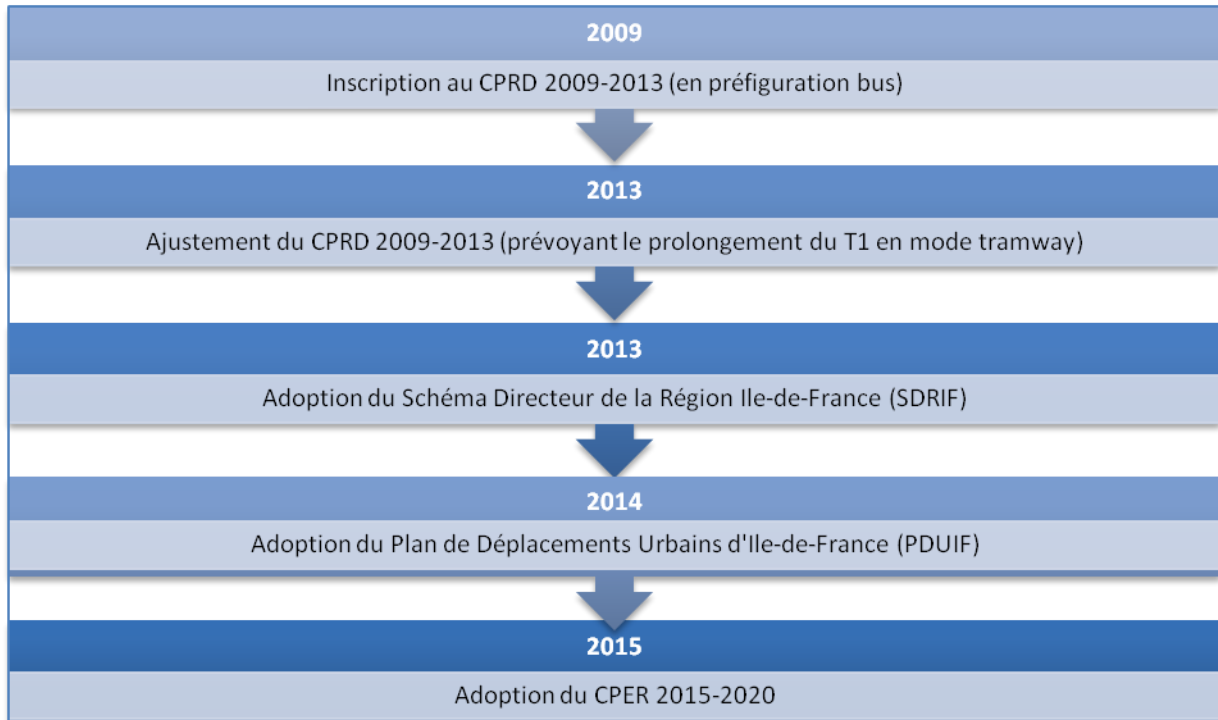 2009
Inscription au CPRD 2009-2013 (en préfiguration bus)
2013
Ajustement du CPRD 2009-2013 (prévoyant le prolongement du T1 en mode tramway)
2013
Adoption du Schéma Directeur de la Région Ile-de-France (SDRIF)
2014
Adoption du Plan de Déplacements Urbains d'Ile-de-France (PDUIF)
2015
Adoption du CPER 2015-2020